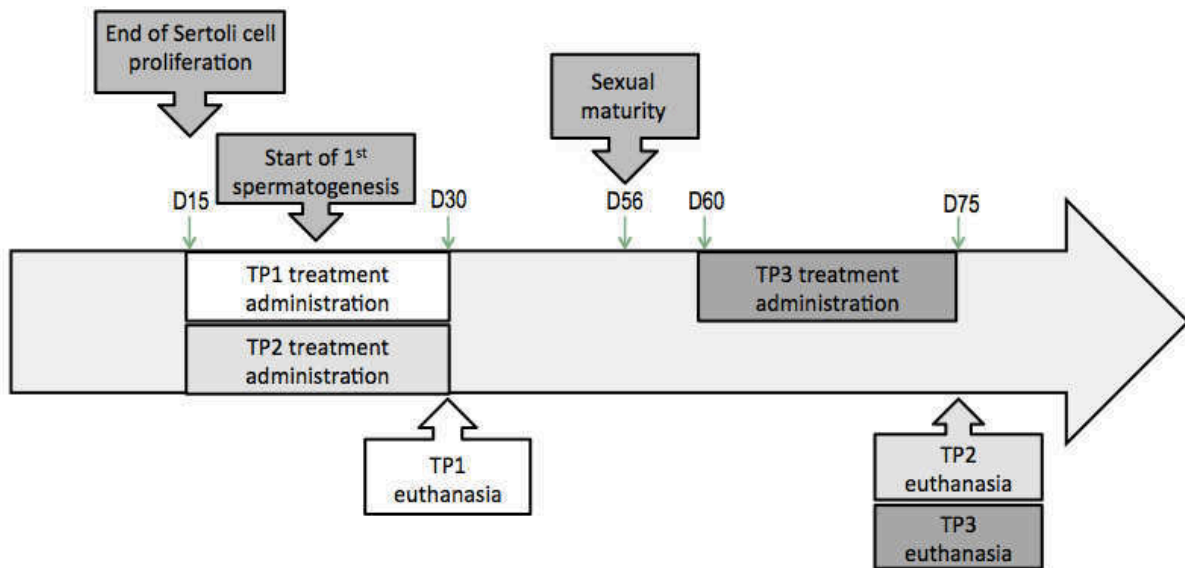 End of Sertoli cell
proliferation
Start of 1st
spermatogenesis
Sexual
maturity
D15
D30
D56
D60
D75
TP1 treatment
administration
TP2 treatment
administration
TP3 treatment
administration
TP1
euthanasia
TP2
euthanasia
TP3
euthanasia